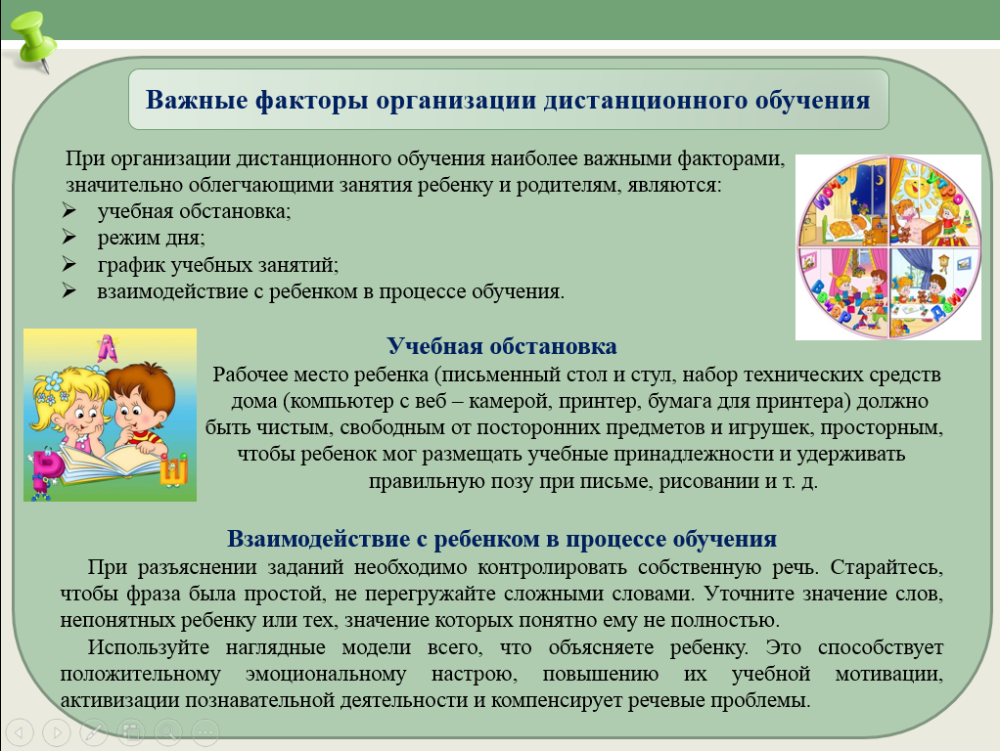 Важные факторы организации дистанционного обучения
При организации дистанционного обучения наиболее важными факторами,
значительно облегчающими занятия ребенку и родителям, являются:
➢ учебная обстановка;
➢ режим дня;
➢ график учебных занятий;
➢ взаимодействие с ребенком в процессе обучения.
НОЧЬ
УТРО
ВЕЧЕР
ДЕНЬ
Учебная обстановка
Рабочее место ребенка (письменный стол и стул, набор технических средств
дома (компьютер с веб – камерой, принтер, бумага для принтера) должно
быть чистым, свободным от посторонних предметов и игрушек, просторным,
чтобы ребенок мог размещать учебные принадлежности и удерживать
правильную позу при письме, рисовании и т. д.
А
Р
Ш
Взаимодействие с ребенком в процессе обучения
При разъяснении заданий необходимо контролировать собственную речь. Старайтесь,
чтобы фраза была простой, не перегружайте сложными словами. Уточните значение слов,
непонятных ребенку или тех, значение которых понятно ему не полностью.
Используйте наглядные модели всего, что объясняете ребенку. Это способствует
положительному эмоциональному настрою, повышению их учебной мотивации,
активизации познавательной деятельности и компенсирует речевые проблемы.